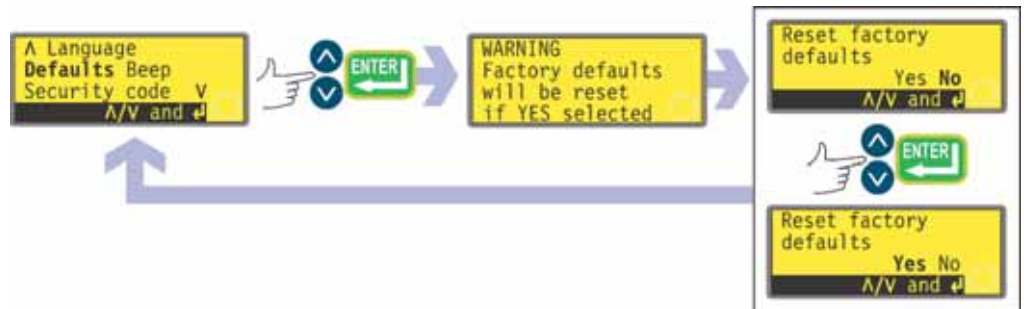 Λ Language
Defaults Beep
Security code V
Λ/V and ↲
ENTER
WARNING
Factory defaults
will be reset
if YES selected
Reset factory
defaults
Yes No
Λ/V and ↲
ENTER
Reset factory
defaults
Yes No
Λ/V and ↲